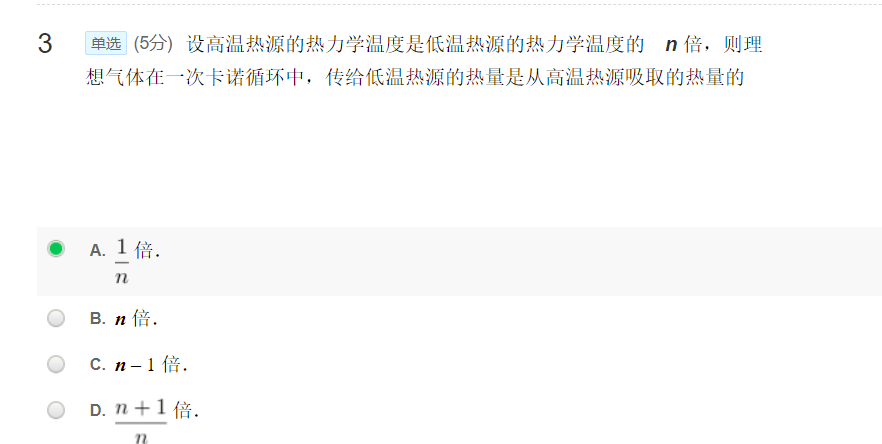 3 单选 (5分) 设高温热源的热力学温度是低温热源的热力学温度的 n 倍，则理
想气体在一次卡诺循环中，传给低温热源的热量是从高温热源吸取的热量的
A. 1/n 倍．
B. n 倍．
C. n – 1 倍．
D. (n + 1)/n 倍．